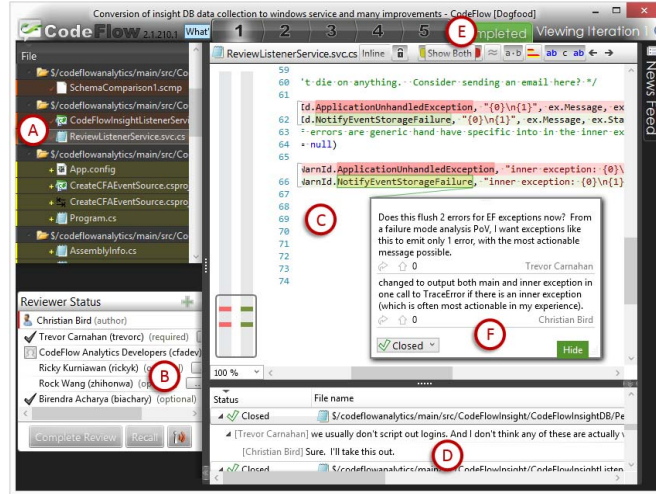 Conversion of insight DB data collection to windows service and many improvements - CodeFlow [Dogfood]
CodeFlow 2.1.210.1 What' 1 2 3 4 5 E mpleted Viewing Iteration
File
ReviewListenerService.svc.cs Inline Show Both a·b ab c ab
News Feed
$/codeflowanalytics/main/src/Co
SchemaComparison1.scmp
$/codeflowanalytics/main/src/CodeFlowInsightServi
A
CodeFlowInsightListenerServ
ReviewListenerService.svc.cs
$/codeflowanalytics/main/src/Co
+ App.config
+ CreateCFAEventSource.csproj
+ CreateCFAEventSource.csproj
+ Program.cs
$/codeflowanalytics/main/src/Co
+ AssemblyInfo.cs
59
60 't die on anything. Consider sending an email here? */
61
Id.ApplicationUnhandledException, "{0}\n{1}", ex.Message, ex
62 Id.NotifyEventStorageFailure, "{0}\n{1}", ex.Message, ex.Sta
63 F errors are generic hand have specific into in the inner ex
64 = null)
65
WarnId.ApplicationUnhandledException, "inner exception: {0}\
66 WarnId.NotifyEventStorageFailure, "inner exception: {0}\n{1}
67
68
69
70
71
72
73
74
C
Does this flush 2 errors for EF exceptions now? From
a failure mode analysis PoV, I want exceptions like
this to emit only 1 error, with the most actionable
message possible.
0 Trevor Carnahan
changed to output both main and inner exception in
one call to TraceError if there is an inner exception
(which is often most actionable in my experience).
0 Christian Bird
F
Closed Hide
Reviewer Status
Christian Bird (author)
Trevor Carnahan (trevorc) (required)
CodeFlow Analytics Developers (cfadev)
Ricky Kurniawan (rickyk)
Rock Wang (zhihonwa)
B
Birendra Acharya (biachary) (optional)
Complete Review Recall
100 %
Status File name
Closed $/codeflowanalytics/main/src/CodeFlowInsight/CodeFlowInsightDB/Pe
[Trevor Carnahan] we usually don't script out logins. And I don't think any of these are actually
[Christian Bird] Sure. I'll take this out.
D
Closed $/codeflowanalytics/main/src/CodeFlowInsight/CodeFlowInsightListen